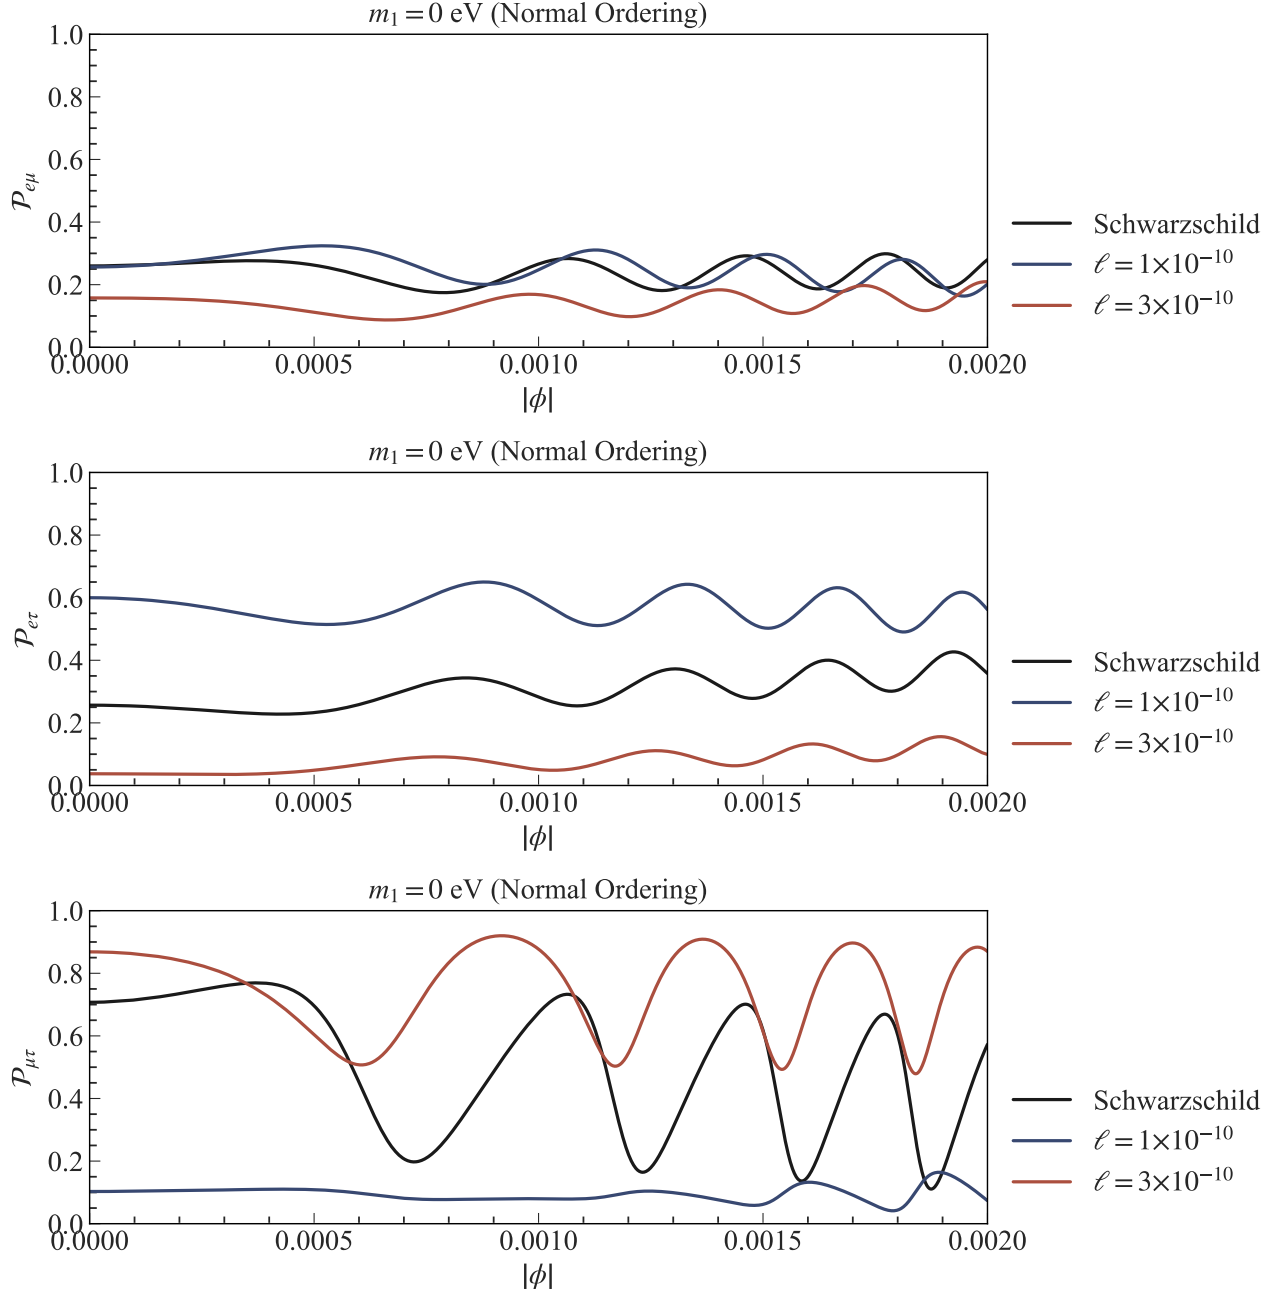 m₁ = 0 eV (Normal Ordering)
1.0
0.8
0.6
0.4
0.2
0.0
𝒫eμ
0.0000 0.0005 0.0010 0.0015 0.0020
|ϕ|
Schwarzschild
ℓ = 1×10⁻¹⁰
ℓ = 3×10⁻¹⁰
m₁ = 0 eV (Normal Ordering)
1.0
0.8
0.6
0.4
0.2
0.0
𝒫eτ
0.0000 0.0005 0.0010 0.0015 0.0020
|ϕ|
Schwarzschild
ℓ = 1×10⁻¹⁰
ℓ = 3×10⁻¹⁰
m₁ = 0 eV (Normal Ordering)
1.0
0.8
0.6
0.4
0.2
0.0
𝒫μτ
0.0000 0.0005 0.0010 0.0015 0.0020
|ϕ|
Schwarzschild
ℓ = 1×10⁻¹⁰
ℓ = 3×10⁻¹⁰